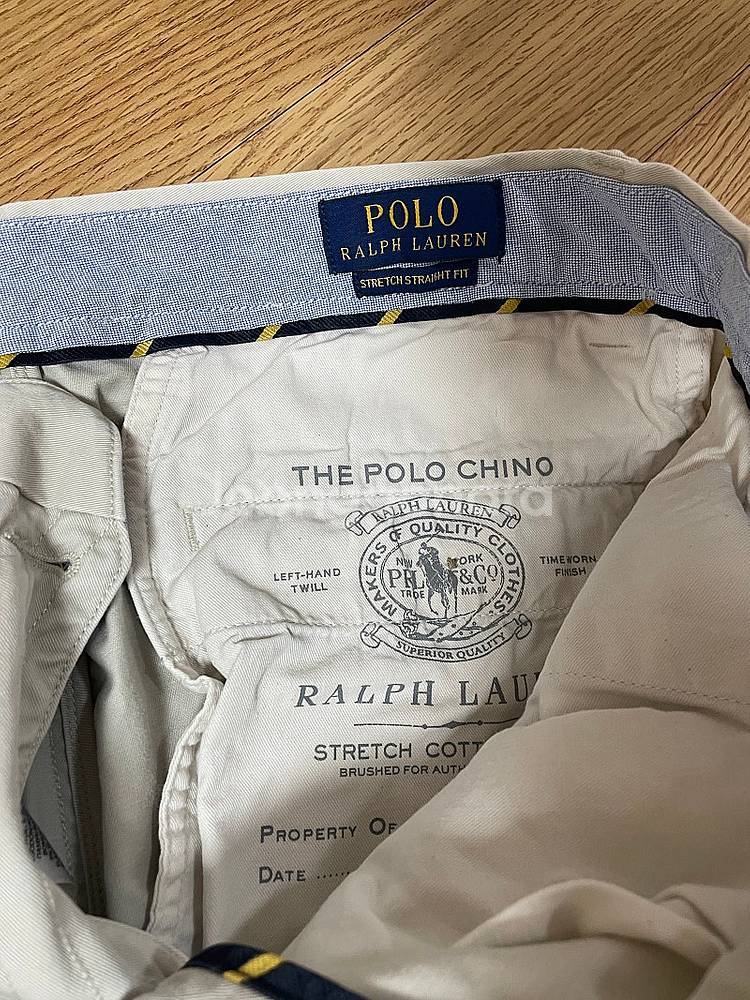 POLO
RALPH LAUREN
STRETCH STRAIGHT FIT
THE POLO CHINO
RALPH LAUREN
MAKERS OF QUALITY CLOTHES
NEW YORK
PRL &Co
TRADE MARK
LEFT-HAND
TWILL
TIMEWORN
FINISH
SUPERIOR QUALITY
RALPH LAU
STRETCH COTT
BRUSHED FOR AUTH
PROPERTY OF
DATE ......